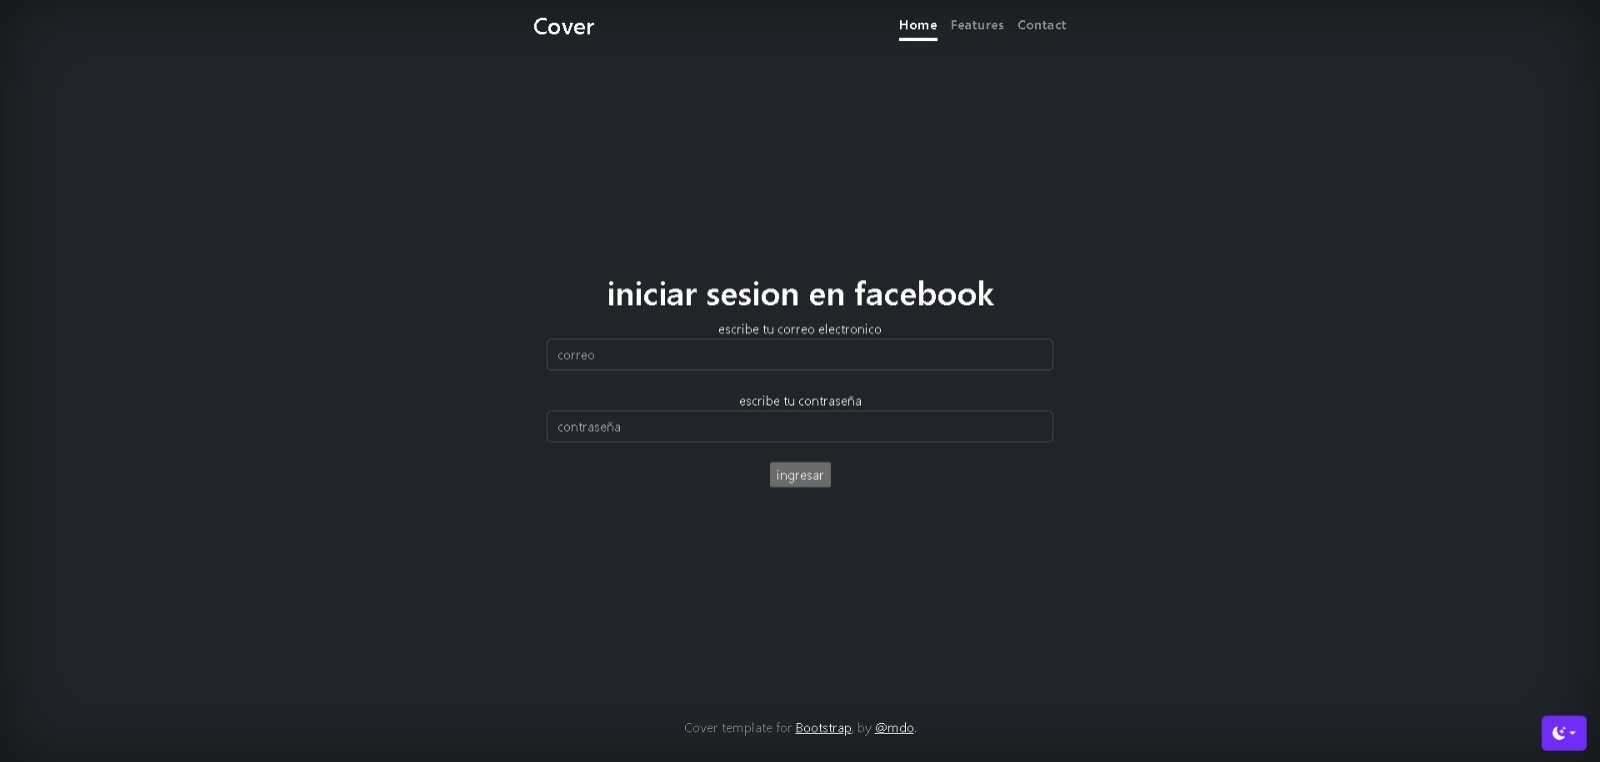 Cover
Home Features Contact
iniciar sesion en facebook
escribe tu correo electronico
correo
escribe tu contraseña
contraseña
ingresar
Cover template for Bootstrap, by @mdo.